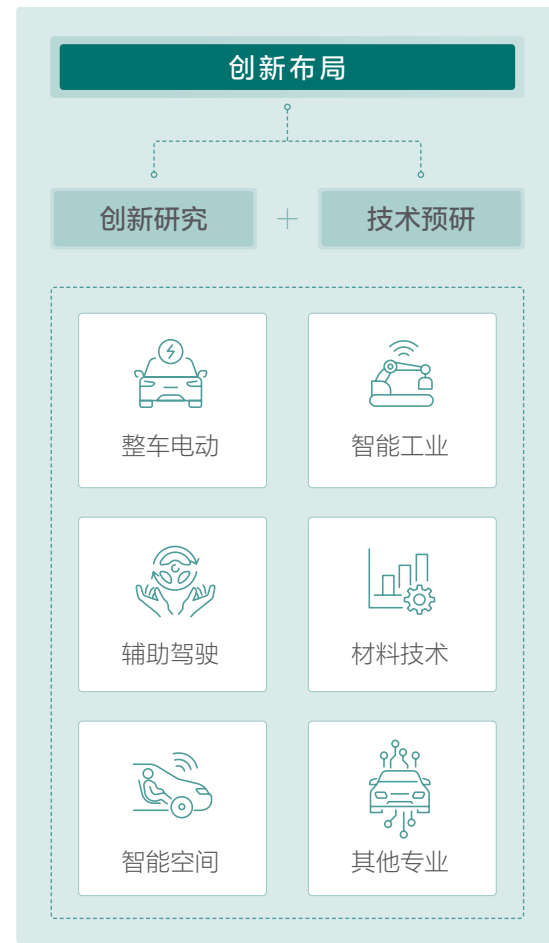 创新布局
创新研究 + 技术预研
整车电动
智能工业
辅助驾驶
材料技术
智能空间
其他专业